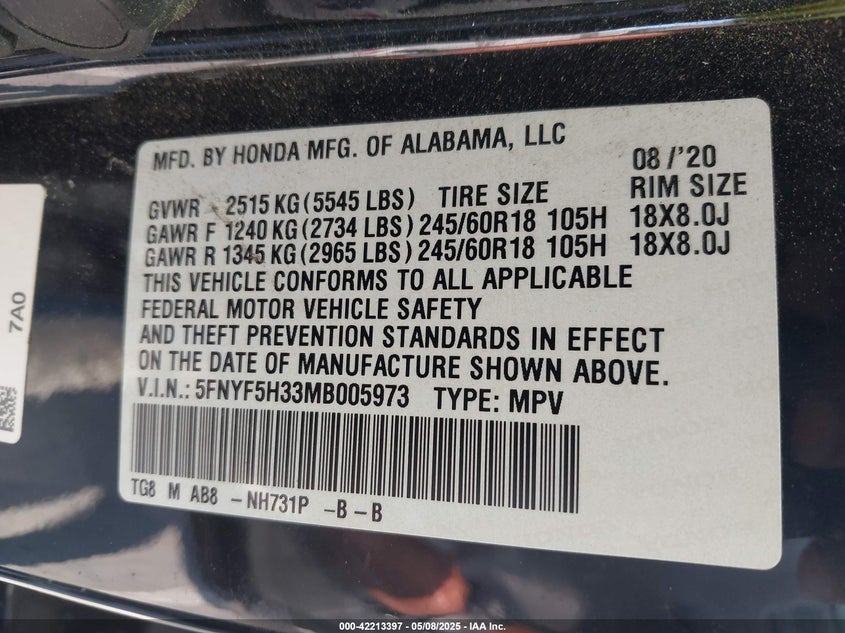 MFD. BY HONDA MFG. OF ALABAMA, LLC 08/'20
GVWR 2515 KG (5545 LBS) TIRE SIZE RIM SIZE
GAWR F 1240 KG (2734 LBS) 245/60R18 105H 18X8.0J
GAWR R 1345 KG (2965 LBS) 245/60R18 105H 18X8.0J
THIS VEHICLE CONFORMS TO ALL APPLICABLE
FEDERAL MOTOR VEHICLE SAFETY
AND THEFT PREVENTION STANDARDS IN EFFECT
ON THE DATE OF MANUFACTURE SHOWN ABOVE.
V.I.N.: 5FNYF5H33MB005973 TYPE: MPV
TG8 M AB8 -NH731P -B-B
7A0
000-42213397 - 05/08/2025 - IAA Inc.